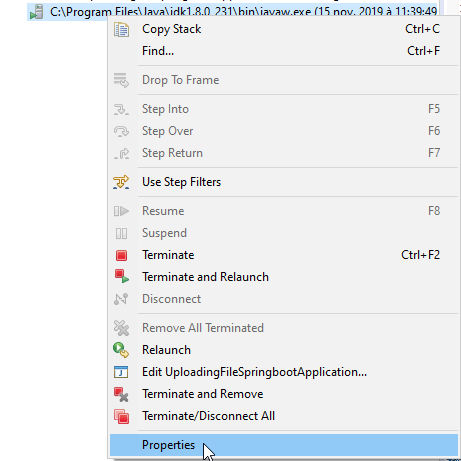 C:\Program Files\Java\jdk1.8.0_231\bin\javaw.exe (15 nov. 2019 à 11:39:49
Copy Stack Ctrl+C
Find... Ctrl+F
Drop To Frame
Step Into F5
Step Over F6
Step Return F7
Use Step Filters
Resume F8
Suspend
Terminate Ctrl+F2
Terminate and Relaunch
Disconnect
Remove All Terminated
Relaunch
Edit UploadingFileSpringbootApplication...
Terminate and Remove
Terminate/Disconnect All
Properties